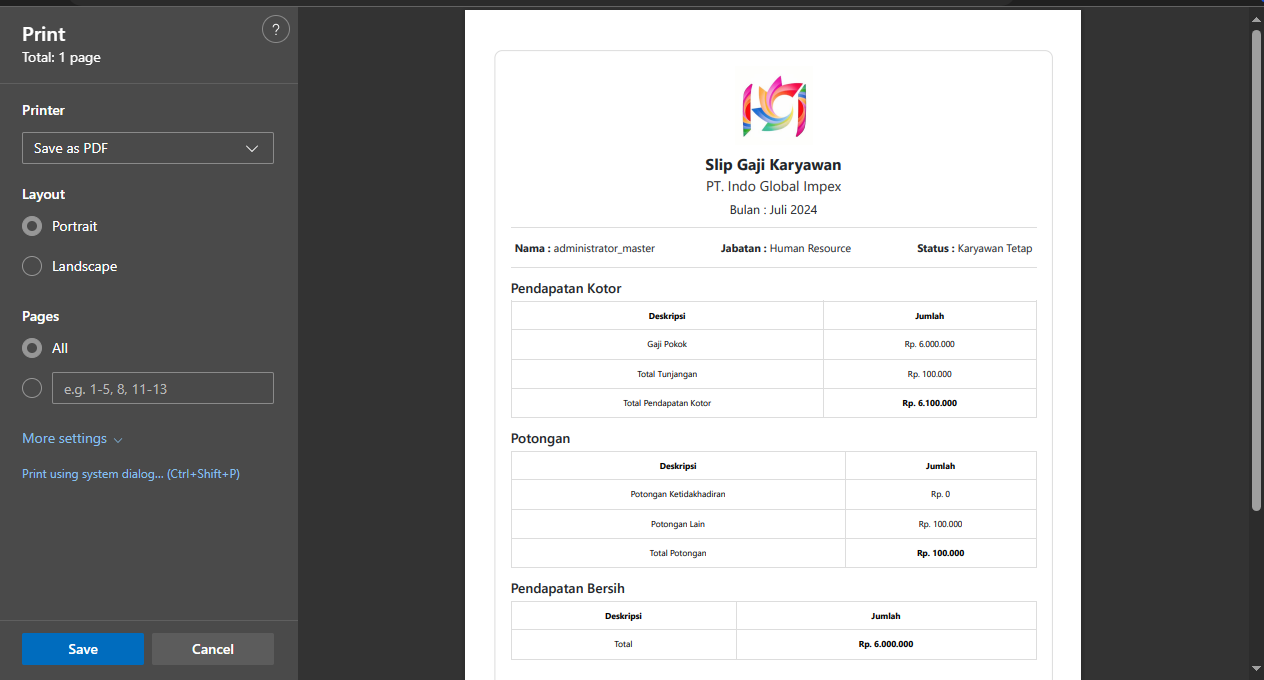 Print
?
Total: 1 page
Printer
Save as PDF
Layout
Portrait
Landscape
Pages
All
e.g. 1-5, 8, 11-13
More settings
Print using system dialog... (Ctrl+Shift+P)
Save
Cancel
Slip Gaji Karyawan
PT. Indo Global Impex
Bulan : Juli 2024
Nama : administrator_master Jabatan : Human Resource Status : Karyawan Tetap
Pendapatan Kotor
Deskripsi Jumlah
Gaji Pokok Rp. 6.000.000
Total Tunjangan Rp. 100.000
Total Pendapatan Kotor Rp. 6.100.000
Potongan
Deskripsi Jumlah
Potongan Ketidakhadiran Rp. 0
Potongan Lain Rp. 100.000
Total Potongan Rp. 100.000
Pendapatan Bersih
Deskripsi Jumlah
Total Rp. 6.000.000